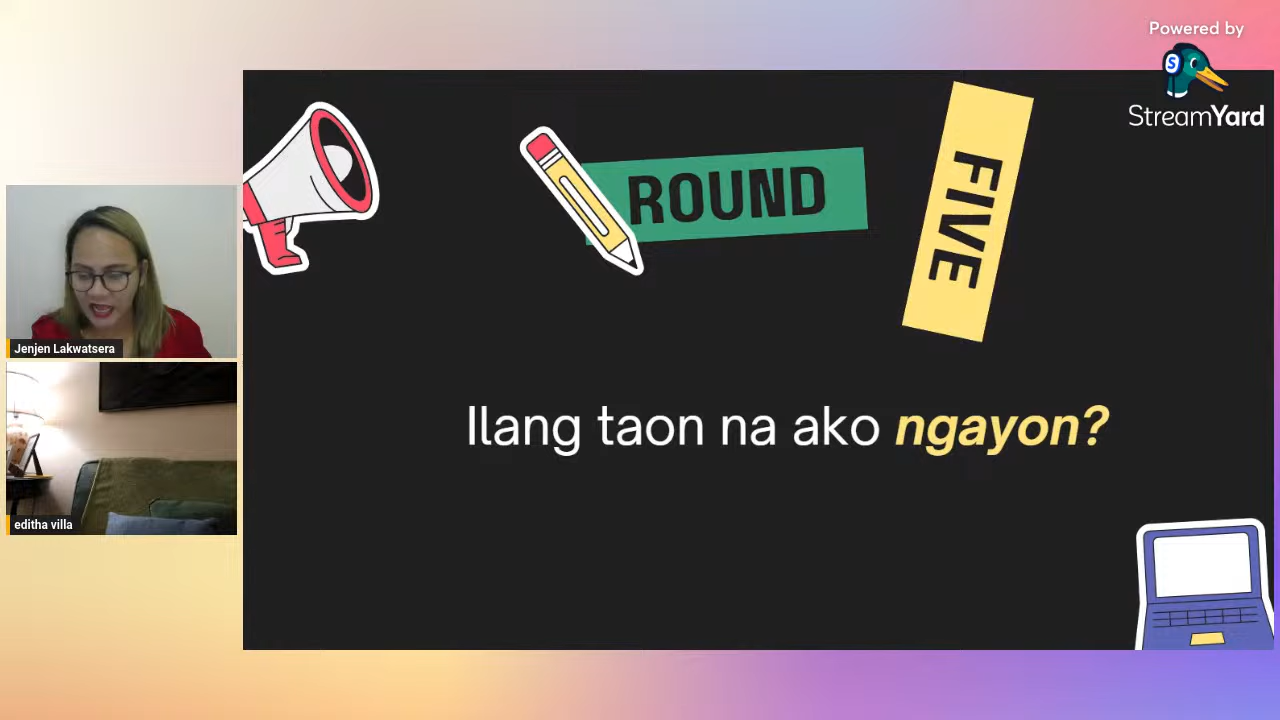 Powered by
StreamYard
ROUND
FIVE
Ilang taon na ako ngayon?
Jenjen Lakwatsera
editha villa